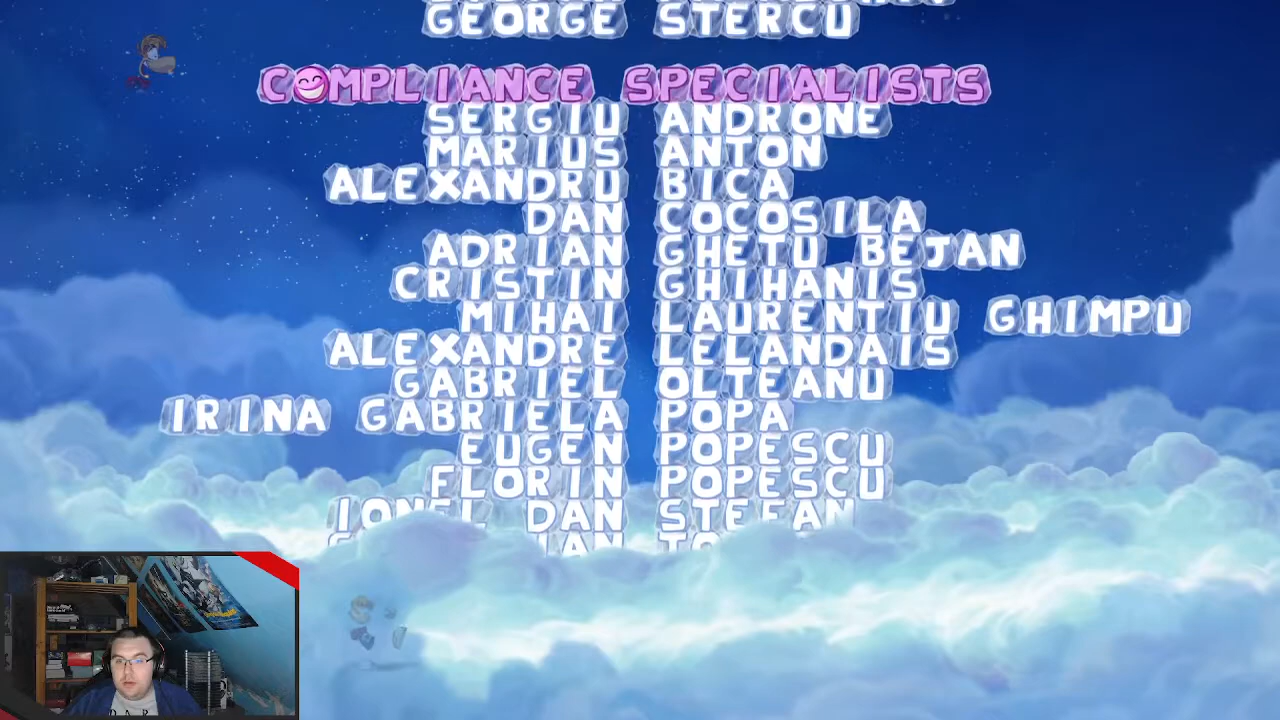 GEORGE STERCU
COMPLIANCE SPECIALISTS
SERGIU ANDRONE
MARIUS ANTON
ALEXANDRU BICA
DAN COCOSILA
ADRIAN GHETU BEJAN
CRISTIN GHIHANIS
MIHAI LAURENTIU GHIMPU
ALEXANDRE LELANDAIS
GABRIEL OLTEANU
IRINA GABRIELA POPA
EUGEN POPESCU
FLORIN POPESCU
IONEL DAN STEFAN